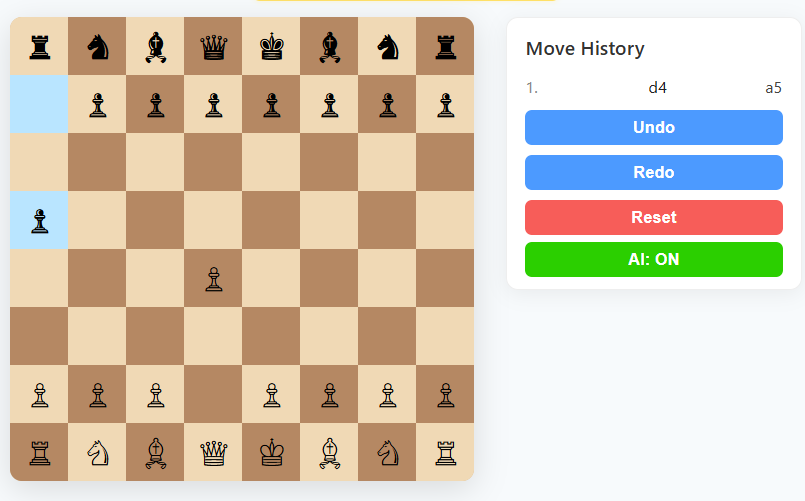 Move History
1. d4 a5
Undo
Redo
Reset
AI: ON